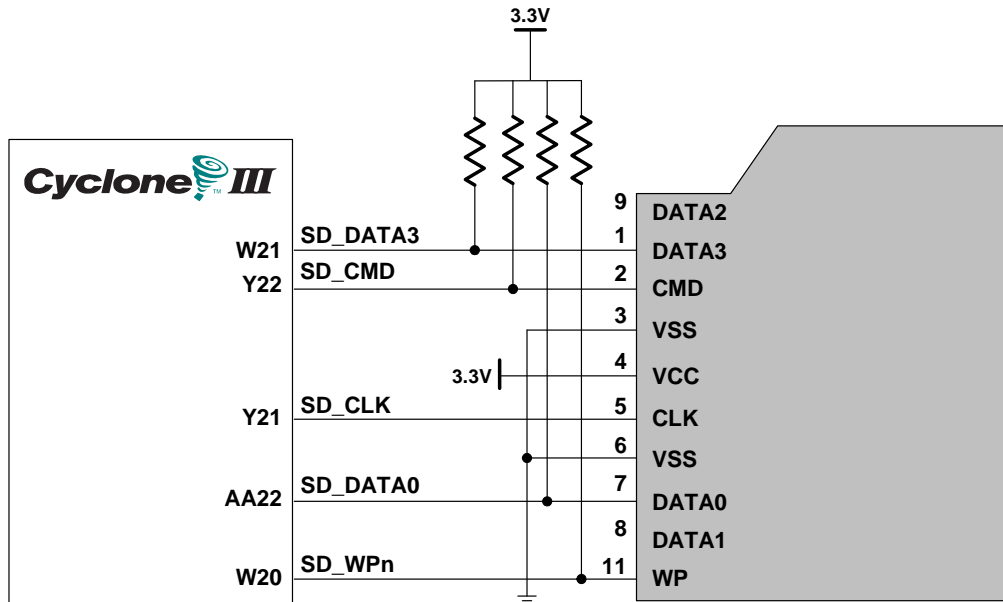 3.3V
Cyclone III
TM
9 DATA2
W21 SD_DATA3 1 DATA3
Y22 SD_CMD 2 CMD
3 VSS
3.3V 4 VCC
Y21 SD_CLK 5 CLK
6 VSS
AA22 SD_DATA0 7 DATA0
8 DATA1
W20 SD_WPn 11 WP